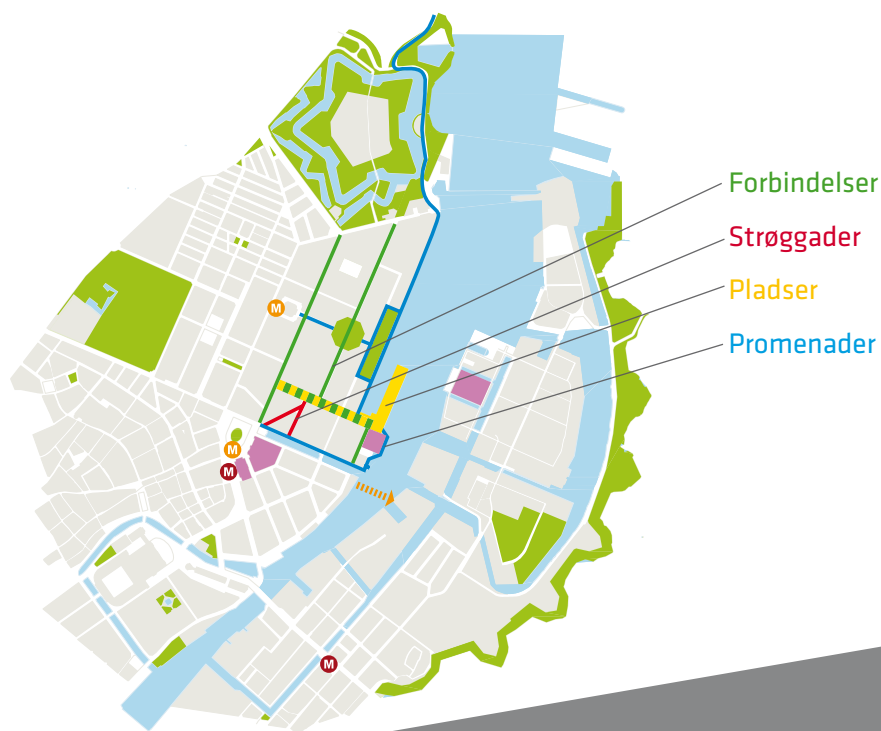 Forbindelser
Strøggader
Pladser
Promenader
M
M
M
M